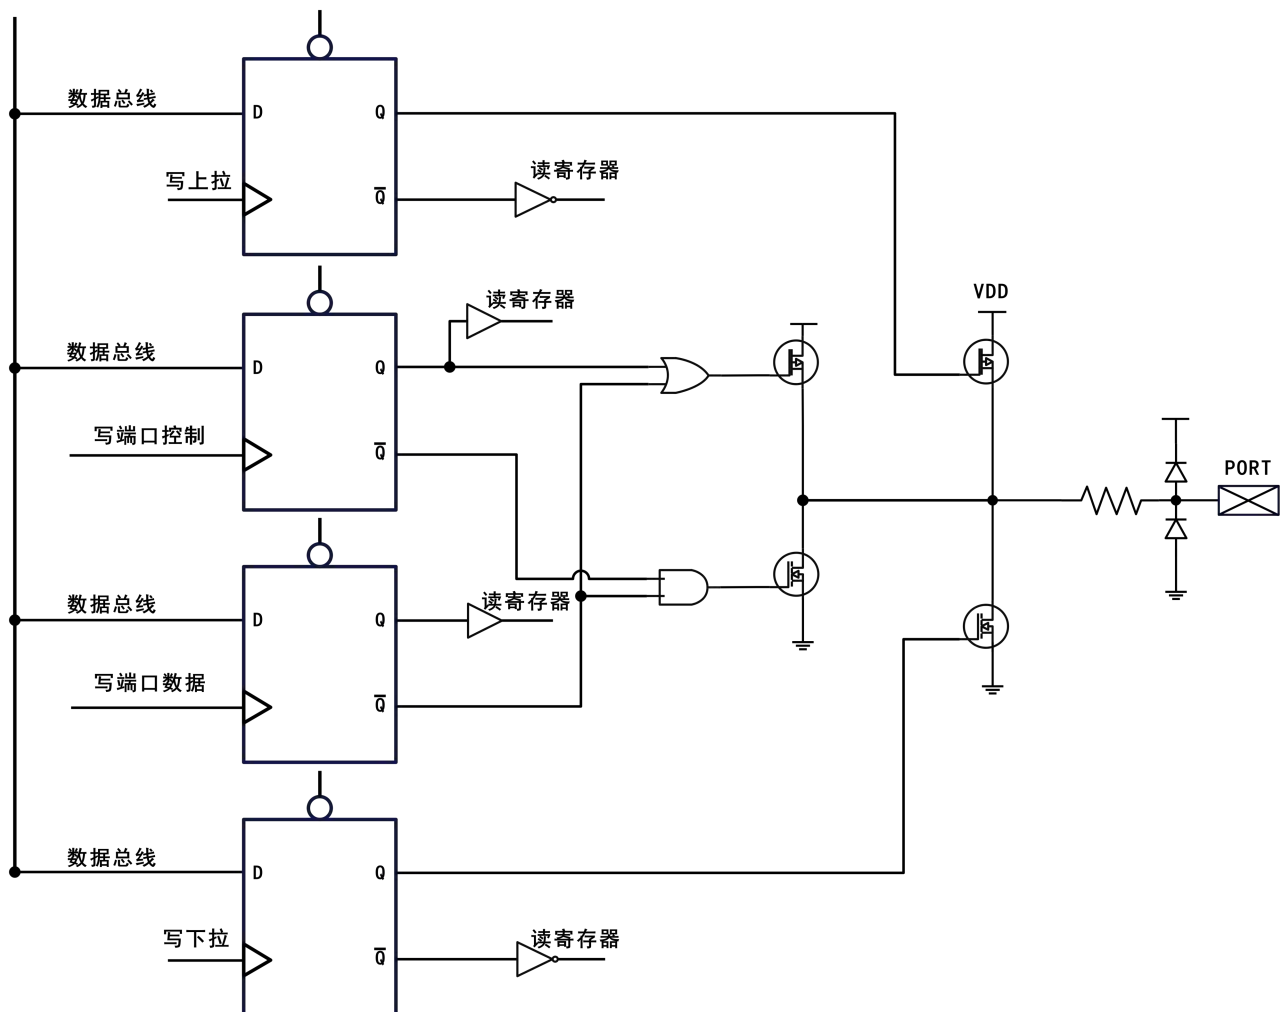 数据总线
D
Q
写上拉
Q
读寄存器
读寄存器
数据总线
D
Q
写端口控制
Q
VDD
PORT
数据总线
D
Q
读寄存器
写端口数据
Q
数据总线
D
Q
写下拉
Q
读寄存器